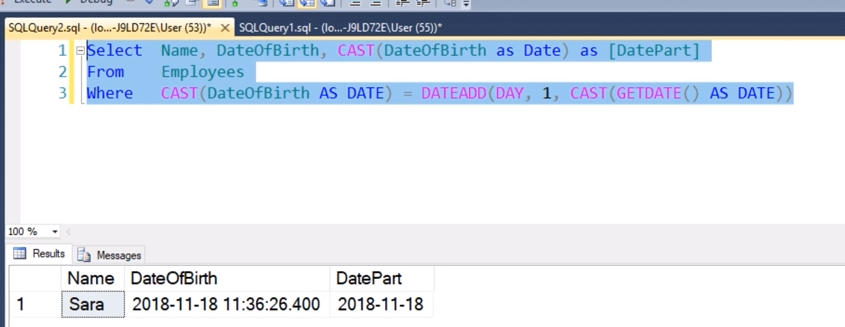 Execute Debug
SQLQuery2.sql - (lo...-J9LD72E\User (53))* × SQLQuery1.sql - (lo...-J9LD72E\User (55))*
1 Select Name, DateOfBirth, CAST(DateOfBirth as Date) as [DatePart]
2 From Employees
3 Where CAST(DateOfBirth AS DATE) = DATEADD(DAY, 1, CAST(GETDATE() AS DATE))
100 %
Results Messages
Name DateOfBirth DatePart
1 Sara 2018-11-18 11:36:26.400 2018-11-18